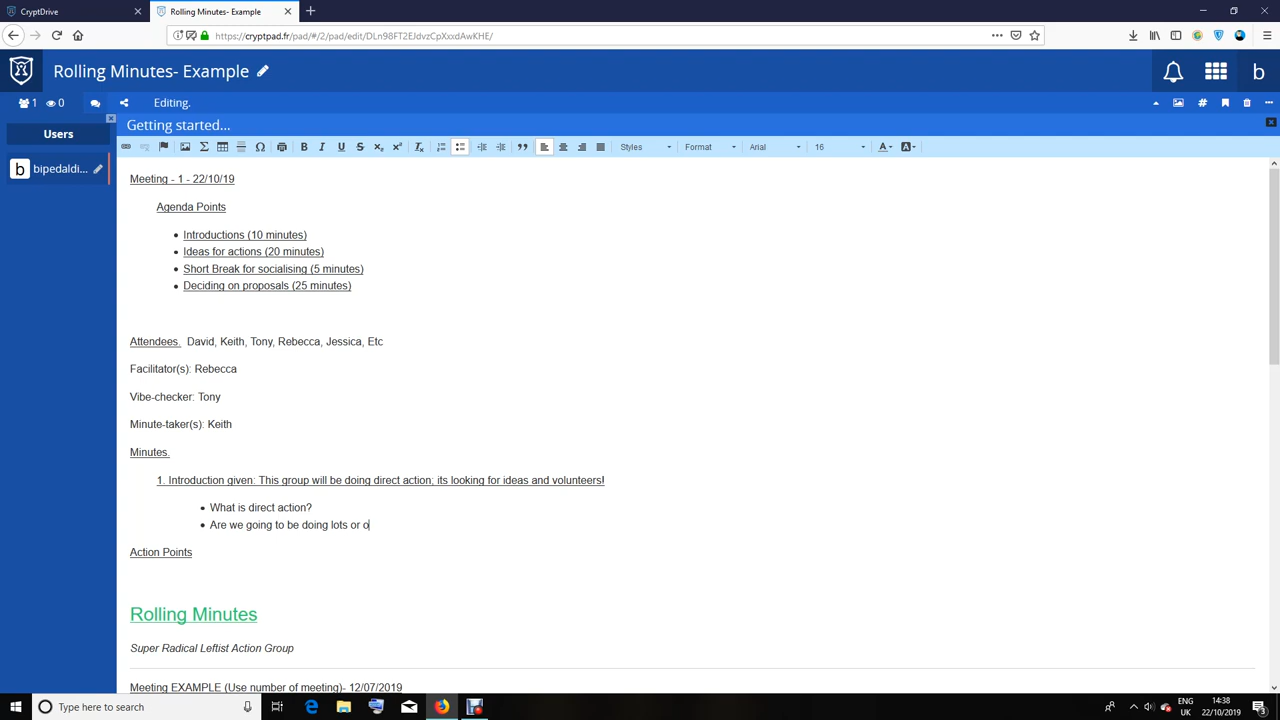 CryptDrive
Rolling Minutes- Example
https://cryptpad.fr/pad/#/2/pad/edit/DLn98FT2EJdvzCpXxxdAwKHE/
Rolling Minutes- Example
b
1 0 Editing.
Users
Getting started...
Styles Format Arial 16
b bipedaldi...
Meeting - 1 - 22/10/19
Agenda Points
Introductions (10 minutes)
Ideas for actions (20 minutes)
Short Break for socialising (5 minutes)
Deciding on proposals (25 minutes)
Attendees. David, Keith, Tony, Rebecca, Jessica, Etc
Facilitator(s): Rebecca
Vibe-checker: Tony
Minute-taker(s): Keith
Minutes.
1. Introduction given: This group will be doing direct action; its looking for ideas and volunteers!
What is direct action?
Are we going to be doing lots or o
Action Points
Rolling Minutes
Super Radical Leftist Action Group
Meeting EXAMPLE (Use number of meeting)- 12/07/2019
Type here to search
ENG
UK
14:38
22/10/2019
3